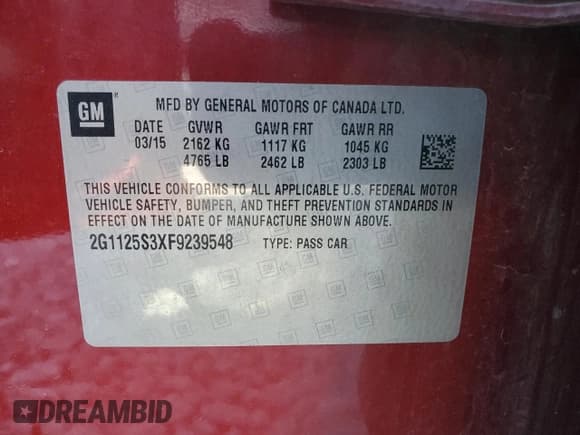 GM
MFD BY GENERAL MOTORS OF CANADA LTD.
DATE GVWR GAWR FRT GAWR RR
03/15 2162 KG 1117 KG 1045 KG
4765 LB 2462 LB 2303 LB
THIS VEHICLE CONFORMS TO ALL APPLICABLE U.S. FEDERAL MOTOR
VEHICLE SAFETY, BUMPER, AND THEFT PREVENTION STANDARDS IN
EFFECT ON THE DATE OF MANUFACTURE SHOWN ABOVE.
2G1125S3XF9239548 TYPE: PASS CAR
DREAMBID